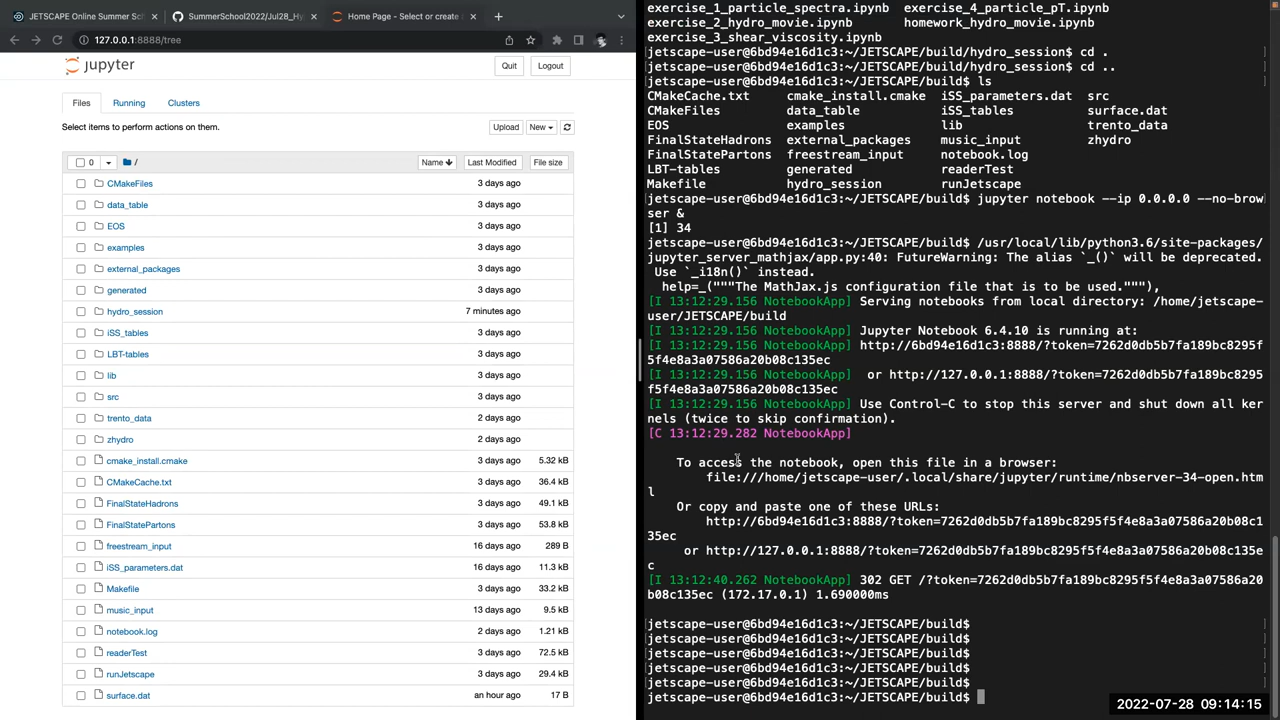 JETSCAPE Online Summer Sc
SummerSchool2022/Jul28_Hydr
Home Page - Select or create
127.0.0.1:8888/tree
jupyter
Quit
Logout
Files
Running
Clusters
Select items to perform actions on them.
Upload
New
0
/
Name
Last Modified
File size
CMakeFiles
3 days ago
data_table
3 days ago
EOS
3 days ago
examples
3 days ago
external_packages
3 days ago
generated
3 days ago
hydro_session
7 minutes ago
iSS_tables
3 days ago
LBT-tables
3 days ago
lib
3 days ago
src
3 days ago
trento_data
2 days ago
zhydro
2 days ago
cmake_install.cmake
3 days ago
5.32 kB
CMakeCache.txt
3 days ago
36.4 kB
FinalStateHadrons
3 days ago
49.1 kB
FinalStatePartons
3 days ago
53.8 kB
freestream_input
16 days ago
289 B
iSS_parameters.dat
16 days ago
11.3 kB
Makefile
3 days ago
33.2 kB
music_input
13 days ago
9.5 kB
notebook.log
2 days ago
1.21 kB
readerTest
3 days ago
72.5 kB
runJetscape
3 days ago
29.4 kB
surface.dat
an hour ago
17 B
exercise_1_particle_spectra.ipynb  exercise_4_particle_pT.ipynb
exercise_2_hydro_movie.ipynb       homework_hydro_movie.ipynb
exercise_3_shear_viscosity.ipynb
jetscape-user@6bd94e16d1c3:~/JETSCAPE/build/hydro_session$ cd .
jetscape-user@6bd94e16d1c3:~/JETSCAPE/build/hydro_session$ cd ..
jetscape-user@6bd94e16d1c3:~/JETSCAPE/build$ ls
CMakeCache.txt     cmake_install.cmake  iSS_parameters.dat  src
CMakeFiles         data_table           iSS_tables          surface.dat
EOS                examples             lib                 trento_data
FinalStateHadrons  external_packages    music_input         zhydro
FinalStatePartons  freestream_input     notebook.log
LBT-tables         generated            readerTest
Makefile           hydro_session        runJetscape
jetscape-user@6bd94e16d1c3:~/JETSCAPE/build$ jupyter notebook --ip 0.0.0.0 --no-brow
ser &
[1] 34
jetscape-user@6bd94e16d1c3:~/JETSCAPE/build$ /usr/local/lib/python3.6/site-packages/
jupyter_server_mathjax/app.py:40: FutureWarning: The alias `_()` will be deprecated.
Use `_i18n()` instead.
help=_("""The MathJax.js configuration file that is to be used."""),
[I 13:12:29.156 NotebookApp] Serving notebooks from local directory: /home/jetscape-
user/JETSCAPE/build
[I 13:12:29.156 NotebookApp] Jupyter Notebook 6.4.10 is running at:
[I 13:12:29.156 NotebookApp] http://6bd94e16d1c3:8888/?token=7262d0db5b7fa189bc8295f
5f4e8a3a07586a20b08c135ec
[I 13:12:29.156 NotebookApp]  or http://127.0.0.1:8888/?token=7262d0db5b7fa189bc8295
f5f4e8a3a07586a20b08c135ec
[I 13:12:29.156 NotebookApp] Use Control-C to stop this server and shut down all ker
nels (twice to skip confirmation).
[C 13:12:29.282 NotebookApp]
To access the notebook, open this file in a browser:
file:///home/jetscape-user/.local/share/jupyter/runtime/nbserver-34-open.htm
l
Or copy and paste one of these URLs:
http://6bd94e16d1c3:8888/?token=7262d0db5b7fa189bc8295f5f4e8a3a07586a20b08c1
35ec
or http://127.0.0.1:8888/?token=7262d0db5b7fa189bc8295f5f4e8a3a07586a20b08c135e
c
[I 13:12:40.262 NotebookApp] 302 GET /?token=7262d0db5b7fa189bc8295f5f4e8a3a07586a20
b08c135ec (172.17.0.1) 1.690000ms
jetscape-user@6bd94e16d1c3:~/JETSCAPE/build$
jetscape-user@6bd94e16d1c3:~/JETSCAPE/build$
jetscape-user@6bd94e16d1c3:~/JETSCAPE/build$
jetscape-user@6bd94e16d1c3:~/JETSCAPE/build$
jetscape-user@6bd94e16d1c3:~/JETSCAPE/build$
jetscape-user@6bd94e16d1c3:~/JETSCAPE/build$
2022-07-28 09:14:15